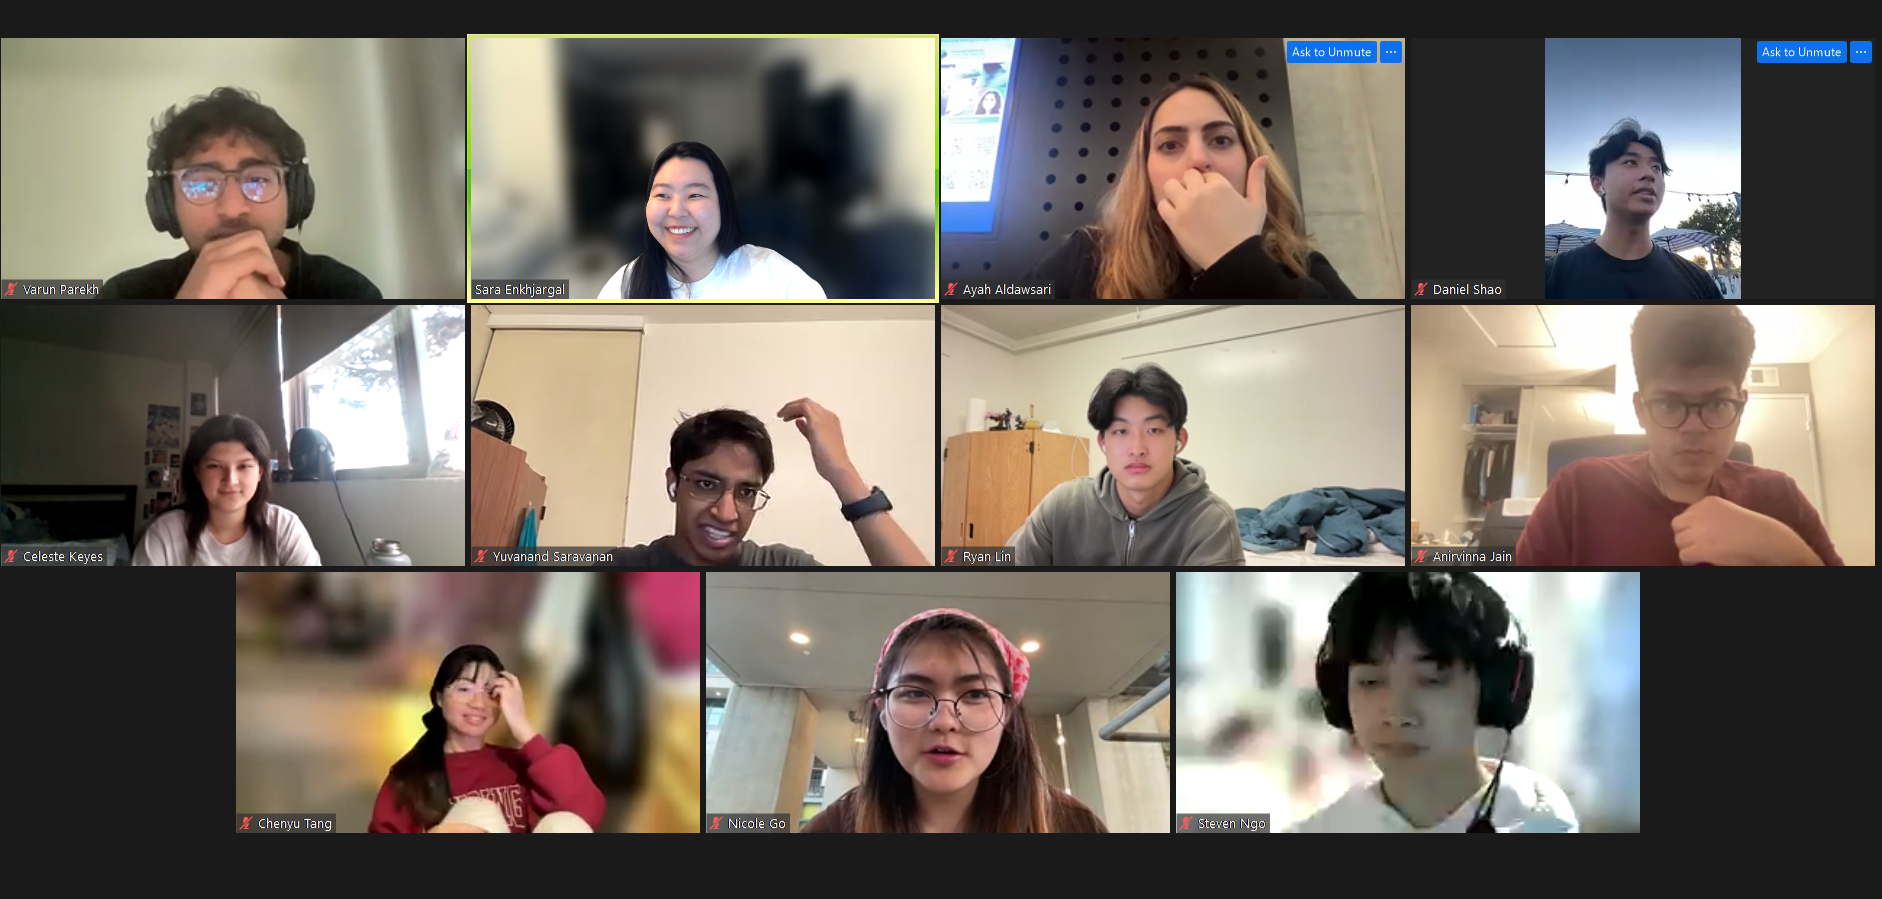 Ask to Unmute
Ask to Unmute
Varun Parekh
Sara Enkhjargal
Ayah Aldawsari
Daniel Shao
Celeste Keyes
Yuvanand Saravanan
Ryan Lin
Anirvinna Jain
Chenyu Tang
Nicole Go
Steven Ngo